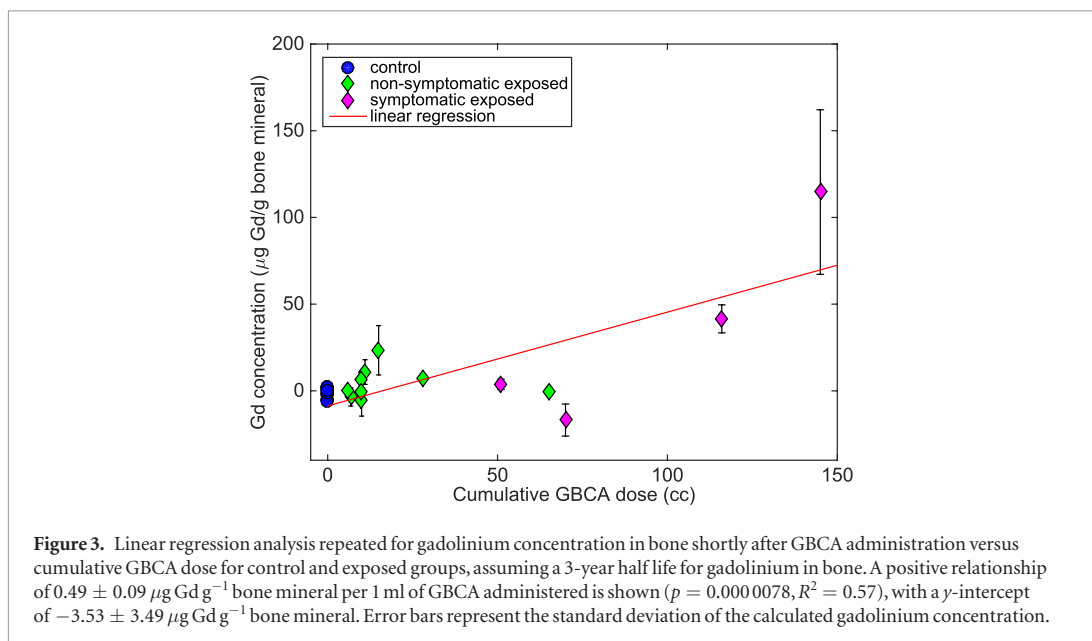 200
150
100
50
0
Gd concentration (μg Gd/g bone mineral)
control
non-symptomatic exposed
symptomatic exposed
linear regression
0 50 100 150
Cumulative GBCA dose (cc)
Figure 3. Linear regression analysis repeated for gadolinium concentration in bone shortly after GBCA administration versus
cumulative GBCA dose for control and exposed groups, assuming a 3-year half life for gadolinium in bone. A positive relationship
of 0.49 ± 0.09 μg Gd g⁻¹ bone mineral per 1 ml of GBCA administered is shown (p = 0.000 0078, R² = 0.57), with a y-intercept
of −3.53 ± 3.49 μg Gd g⁻¹ bone mineral. Error bars represent the standard deviation of the calculated gadolinium concentration.